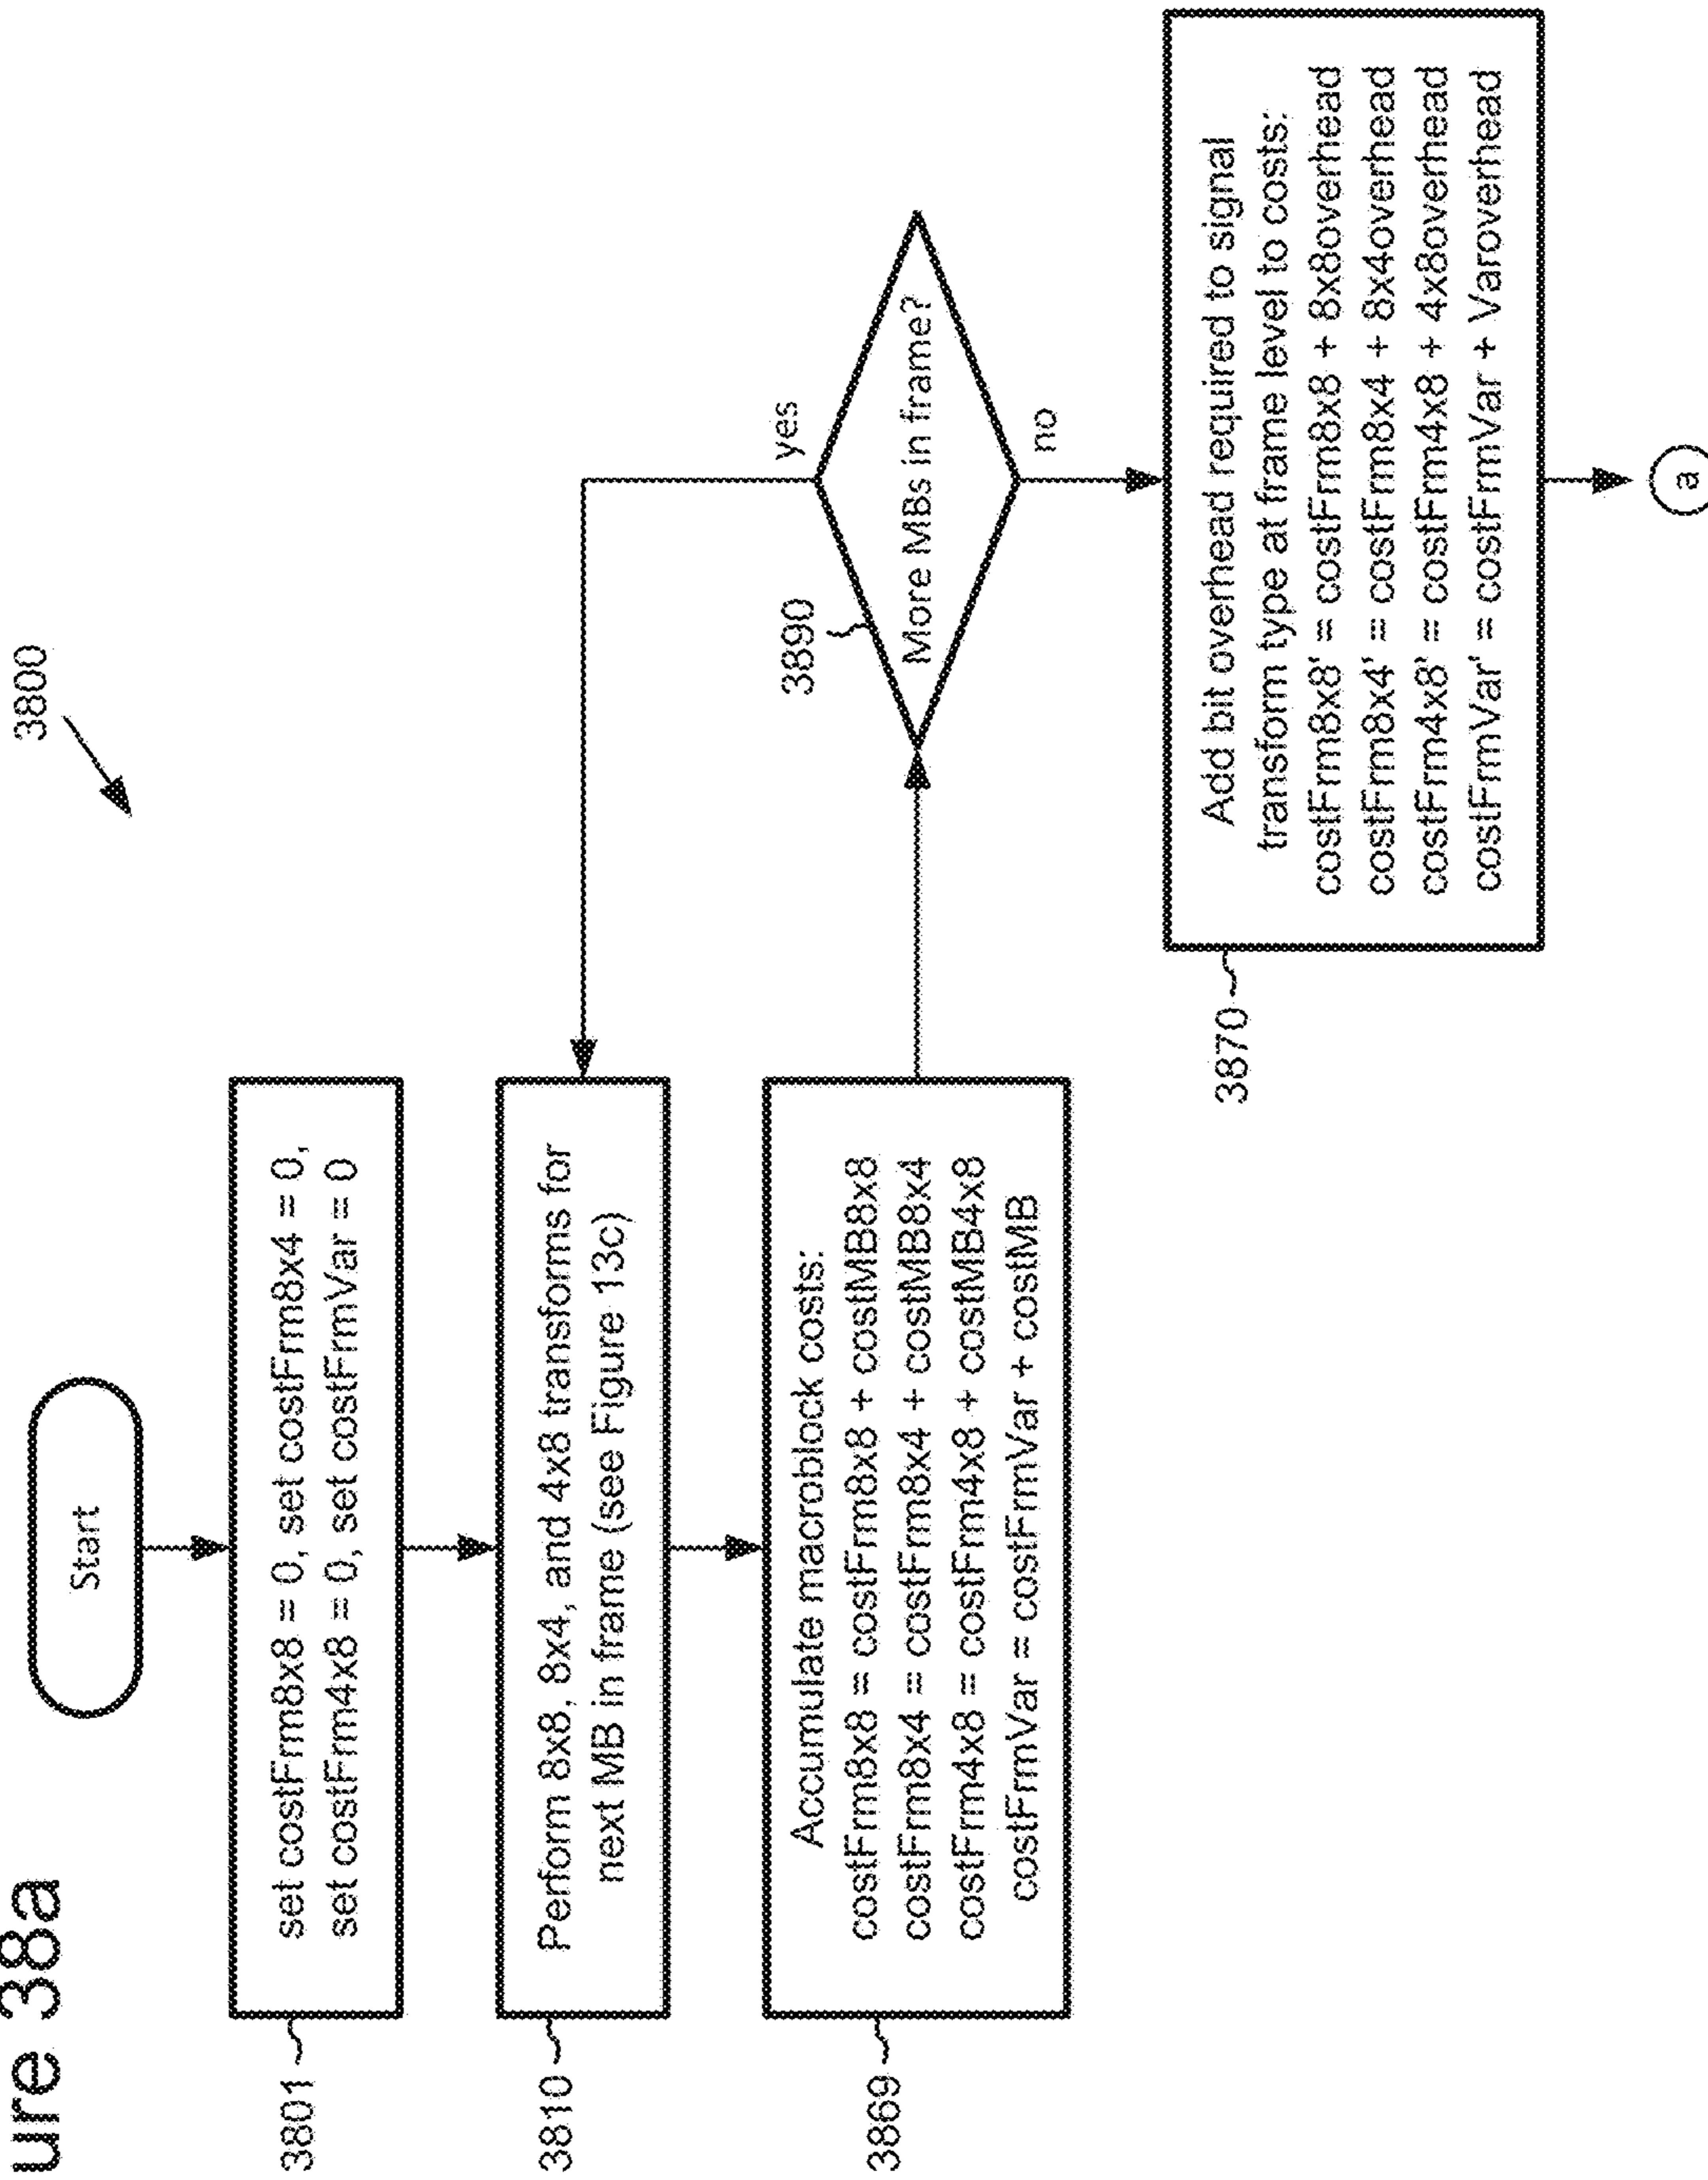 ure 38a
3800
Start
3801
set costFrm8x8 = 0, set costFrm8x4 = 0,
set costFrm4x8 = 0, set costFrmVar = 0
3810
Perform 8x8, 8x4, and 4x8 transforms for
next MB in frame (see Figure 13c)
3869
Accumulate macroblock costs:
costFrm8x8 = costFrm8x8 + costMB8x8
costFrm8x4 = costFrm8x4 + costMB8x4
costFrm4x8 = costFrm4x8 + costMB4x8
costFrmVar = costFrmVar + costMB
3890
More MBs in frame?
yes
no
3870
Add bit overhead required to signal
transform type at frame level to costs:
costFrm8x8' = costFrm8x8 + 8x8overhead
costFrm8x4' = costFrm8x4 + 8x4overhead
costFrm4x8' = costFrm4x8 + 4x8overhead
costFrmVar' = costFrmVar + Varoverhead
a